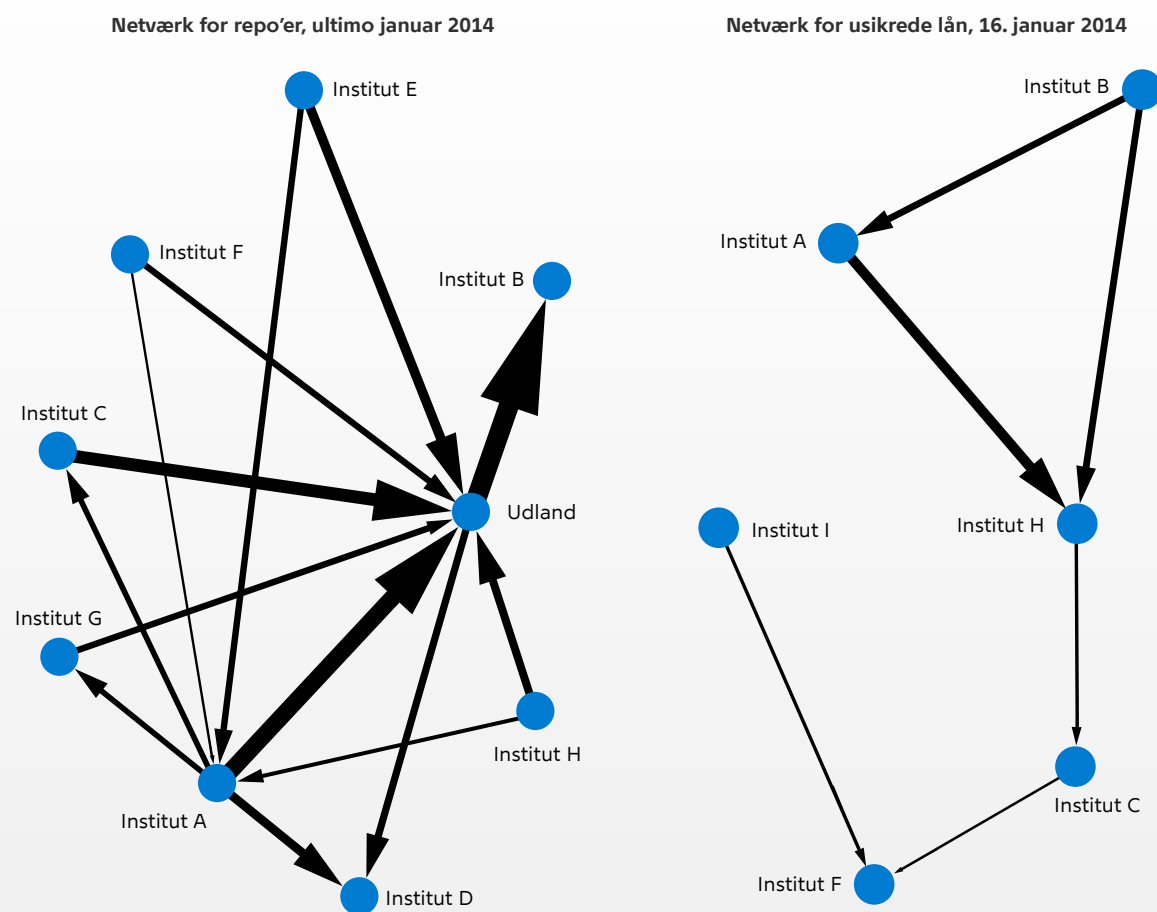 Netværk for repo’er, ultimo januar 2014
Institut E
Institut F
Institut B
Institut C
Udland
Institut G
Institut H
Institut A
Institut D
Netværk for usikrede lån, 16. januar 2014
Institut B
Institut A
Institut H
Institut I
Institut C
Institut F